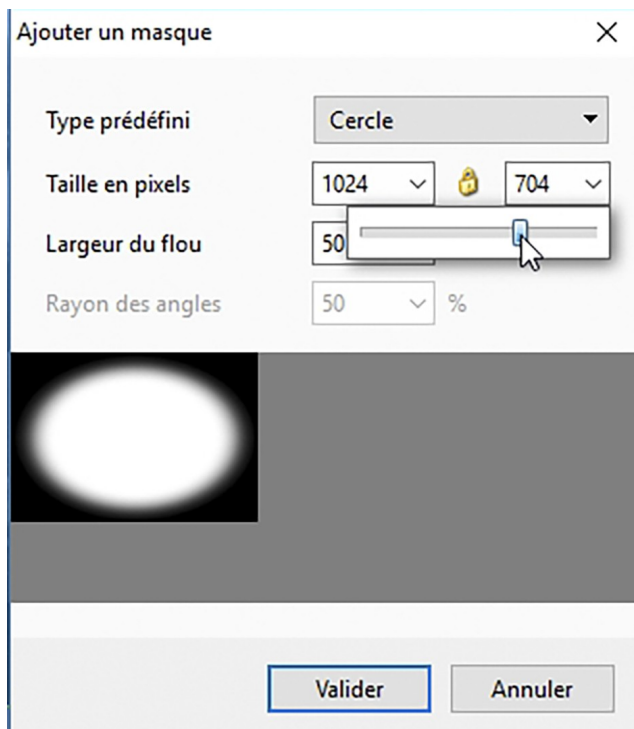 Ajouter un masque
Type prédéfini Cercle
Taille en pixels 1024 704
Largeur du flou 50
Rayon des angles 50 %
Valider Annuler